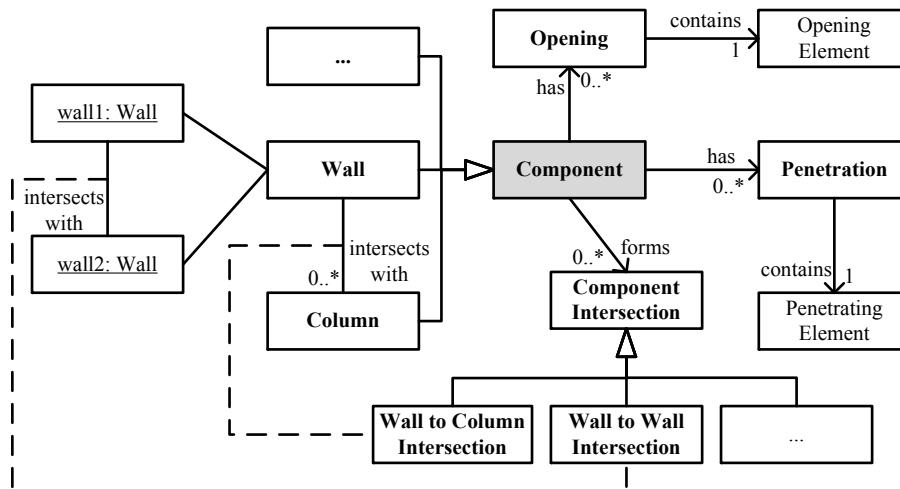 ...
Opening
contains
1
Opening
Element
has
0..*
wall1: Wall
intersects
with
wall2: Wall
Wall
intersects
with
0..*
Column
Component
has
0..*
Penetration
contains
1
Penetrating
Element
forms
0..*
Component
Intersection
Wall to Column
Intersection
Wall to Wall
Intersection
...